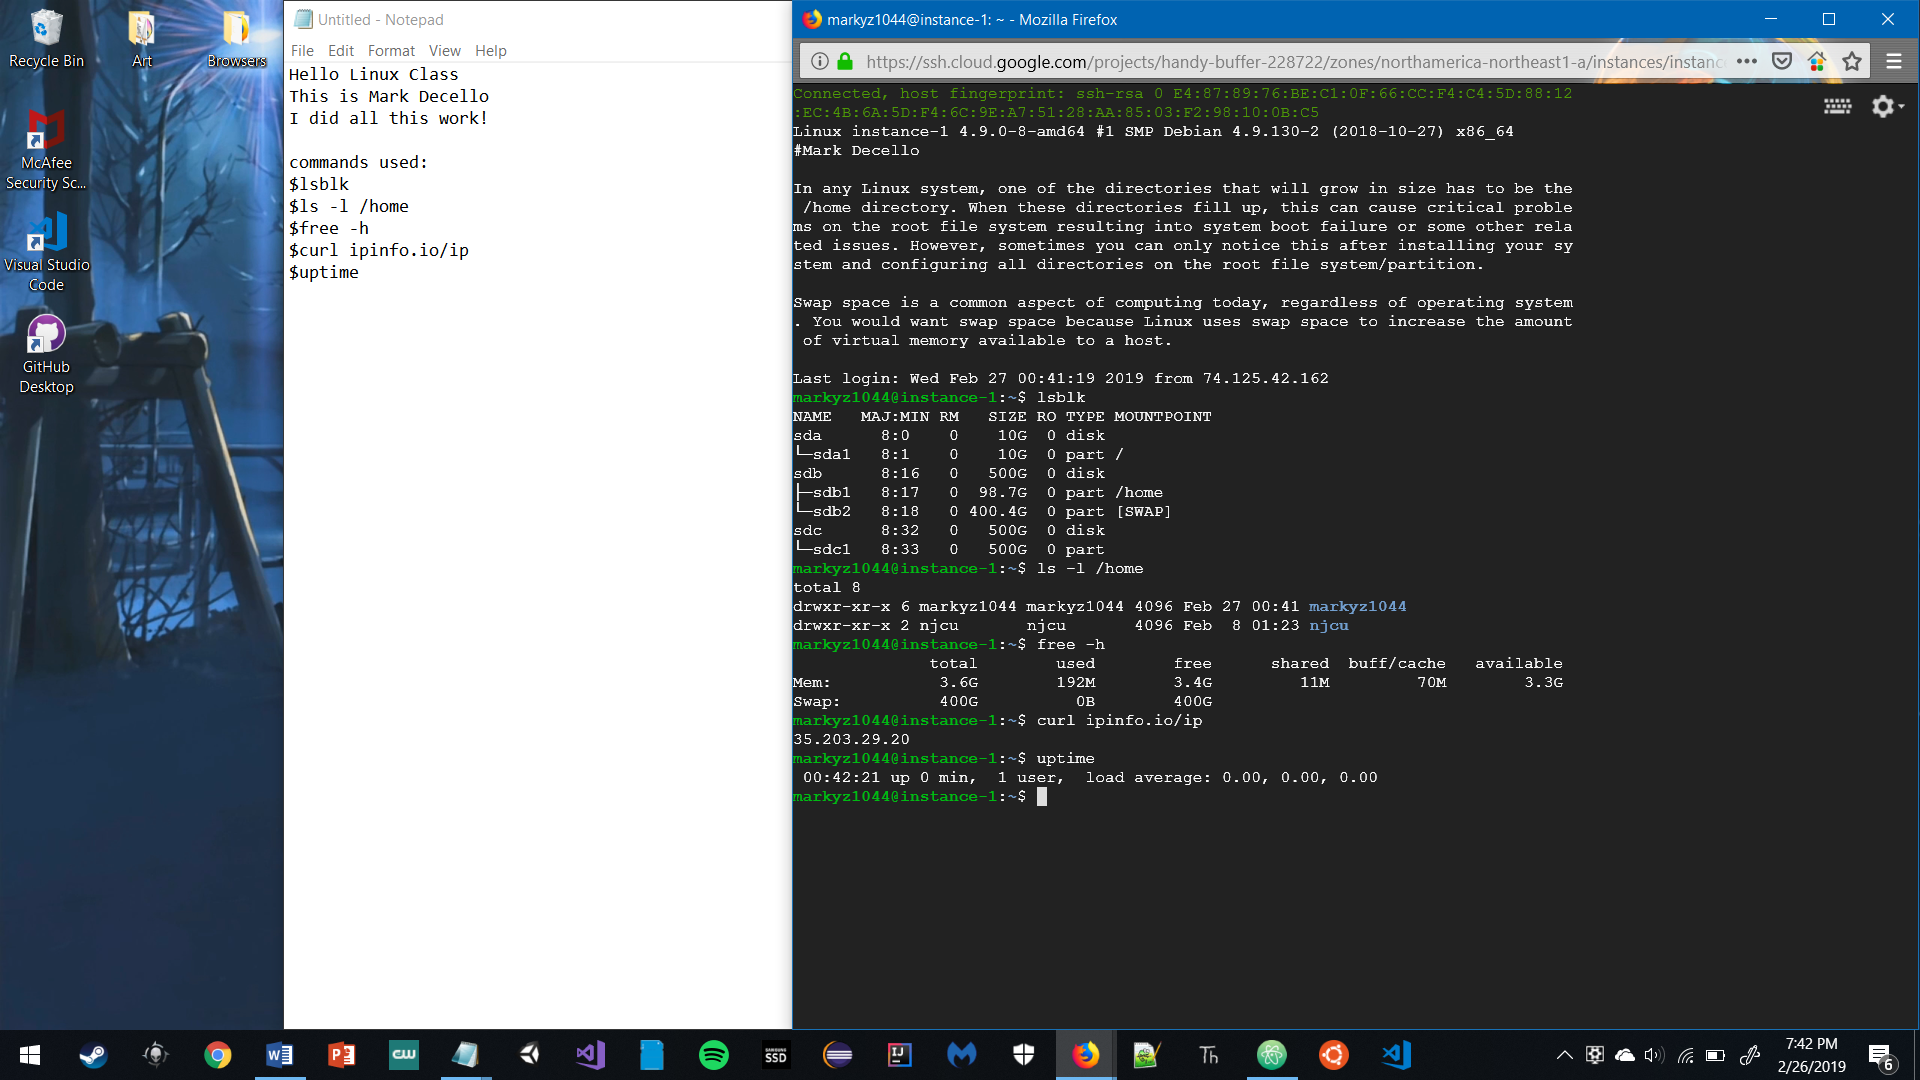 Recycle Bin
Art
Browsers
McAfee
Security Sc...
Visual Studio
Code
GitHub
Desktop
Untitled - Notepad
File Edit Format View Help
Hello Linux Class
This is Mark Decello
I did all this work!
commands used:
$lsblk
$ls -l /home
$free -h
$curl ipinfo.io/ip
$uptime
markyz1044@instance-1: ~ - Mozilla Firefox
https://ssh.cloud.google.com/projects/handy-buffer-228722/zones/northamerica-northeast1-a/instances/instanc
Connected, host fingerprint: ssh-rsa 0 E4:87:89:76:BE:C1:0F:66:CC:F4:C4:5D:88:12
:EC:4B:6A:5D:F4:6C:9E:A7:51:28:AA:85:03:F2:98:10:0B:C5
Linux instance-1 4.9.0-8-amd64 #1 SMP Debian 4.9.130-2 (2018-10-27) x86_64
#Mark Decello
In any Linux system, one of the directories that will grow in size has to be the
 /home directory. When these directories fill up, this can cause critical proble
ms on the root file system resulting into system boot failure or some other rela
ted issues. However, sometimes you can only notice this after installing your sy
stem and configuring all directories on the root file system/partition.
Swap space is a common aspect of computing today, regardless of operating system
. You would want swap space because Linux uses swap space to increase the amount
 of virtual memory available to a host.
Last login: Wed Feb 27 00:41:19 2019 from 74.125.42.162
markyz1044@instance-1:~$ lsblk
NAME   MAJ:MIN RM   SIZE RO TYPE MOUNTPOINT
sda      8:0    0    10G  0 disk
└─sda1   8:1    0    10G  0 part /
sdb      8:16   0   500G  0 disk
├─sdb1   8:17   0  98.7G  0 part /home
└─sdb2   8:18   0 400.4G  0 part [SWAP]
sdc      8:32   0   500G  0 disk
└─sdc1   8:33   0   500G  0 part
markyz1044@instance-1:~$ ls -l /home
total 8
drwxr-xr-x 6 markyz1044 markyz1044 4096 Feb 27 00:41 markyz1044
drwxr-xr-x 2 njcu       njcu       4096 Feb  8 01:23 njcu
markyz1044@instance-1:~$ free -h
              total        used        free      shared  buff/cache   available
Mem:           3.6G        192M        3.4G         11M         70M        3.3G
Swap:          400G          0B        400G
markyz1044@instance-1:~$ curl ipinfo.io/ip
35.203.29.20
markyz1044@instance-1:~$ uptime
 00:42:21 up 0 min,  1 user,  load average: 0.00, 0.00, 0.00
markyz1044@instance-1:~$
CW
SAMSUNG
SSD
IJ
Th
7:42 PM
2/26/2019
6